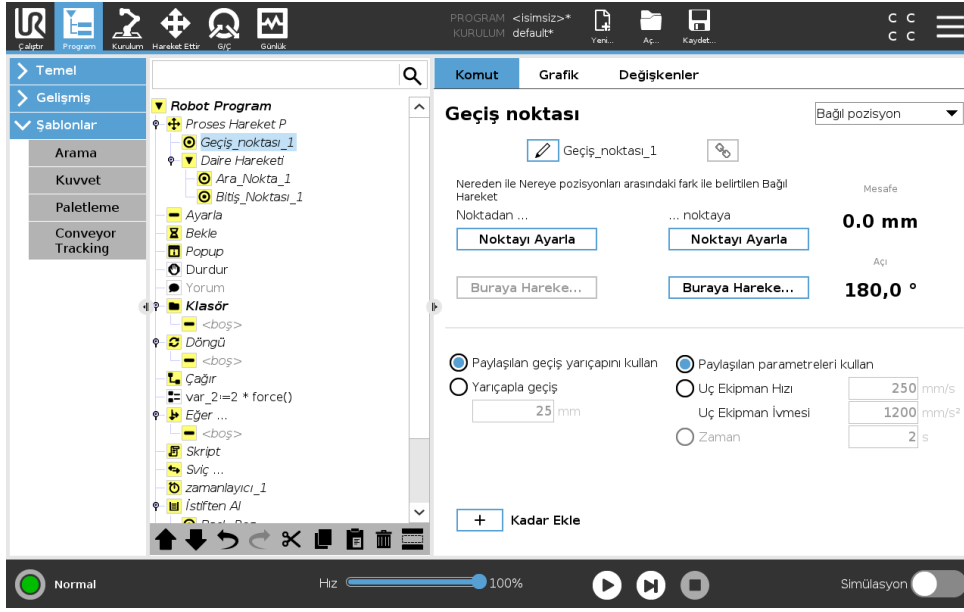 PROGRAM <isimsiz>*
KURULUM default*
Çalıştır
Program
Kurulum
Hareket Ettir
G/Ç
Günlük
Yeni...
Aç...
Kaydet...
C C
C C
Temel
Gelişmiş
Şablonlar
Arama
Kuvvet
Paletleme
Conveyor
Tracking
Robot Program
Proses Hareket P
Geçiş_noktası_1
Daire Hareketi
Ara_Nokta_1
Bitiş_Noktası_1
Ayarla
Bekle
Popup
Durdur
Yorum
Klasör
<boş>
Döngü
<boş>
Çağır
var_2:=2 * force()
Eğer ...
<boş>
Skript
Sviç ...
zamanlayıcı_1
İstiften Al
Komut
Grafik
Değişkenler
Geçiş noktası
Bağıl pozisyon
Geçiş_noktası_1
Nereden ile Nereye pozisyonları arasındaki fark ile belirtilen Bağıl
Hareket
Noktadan ...
... noktaya
Noktayı Ayarla
Noktayı Ayarla
Buraya Hareke...
Buraya Hareke...
Mesafe
0.0 mm
Açı
180,0 °
Paylaşılan geçiş yarıçapını kullan
Yarıçapla geçiş
25 mm
Paylaşılan parametreleri kullan
Uç Ekipman Hızı
250 mm/s
Uç Ekipman İvmesi
1200 mm/s²
Zaman
2 s
+ Kadar Ekle
Normal
Hız
100%
Simülasyon